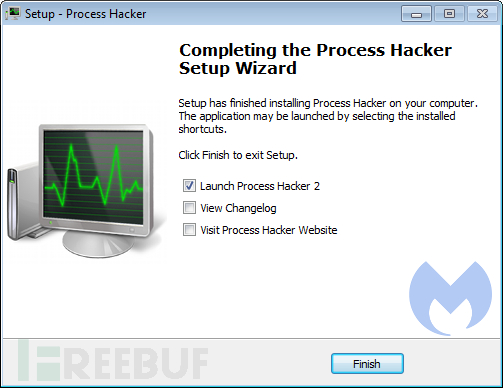 Setup - Process Hacker
Completing the Process Hacker
Setup Wizard
Setup has finished installing Process Hacker on your computer.
The application may be launched by selecting the installed
shortcuts.
Click Finish to exit Setup.
Launch Process Hacker 2
View Changelog
Visit Process Hacker Website
FREEBUF
Finish